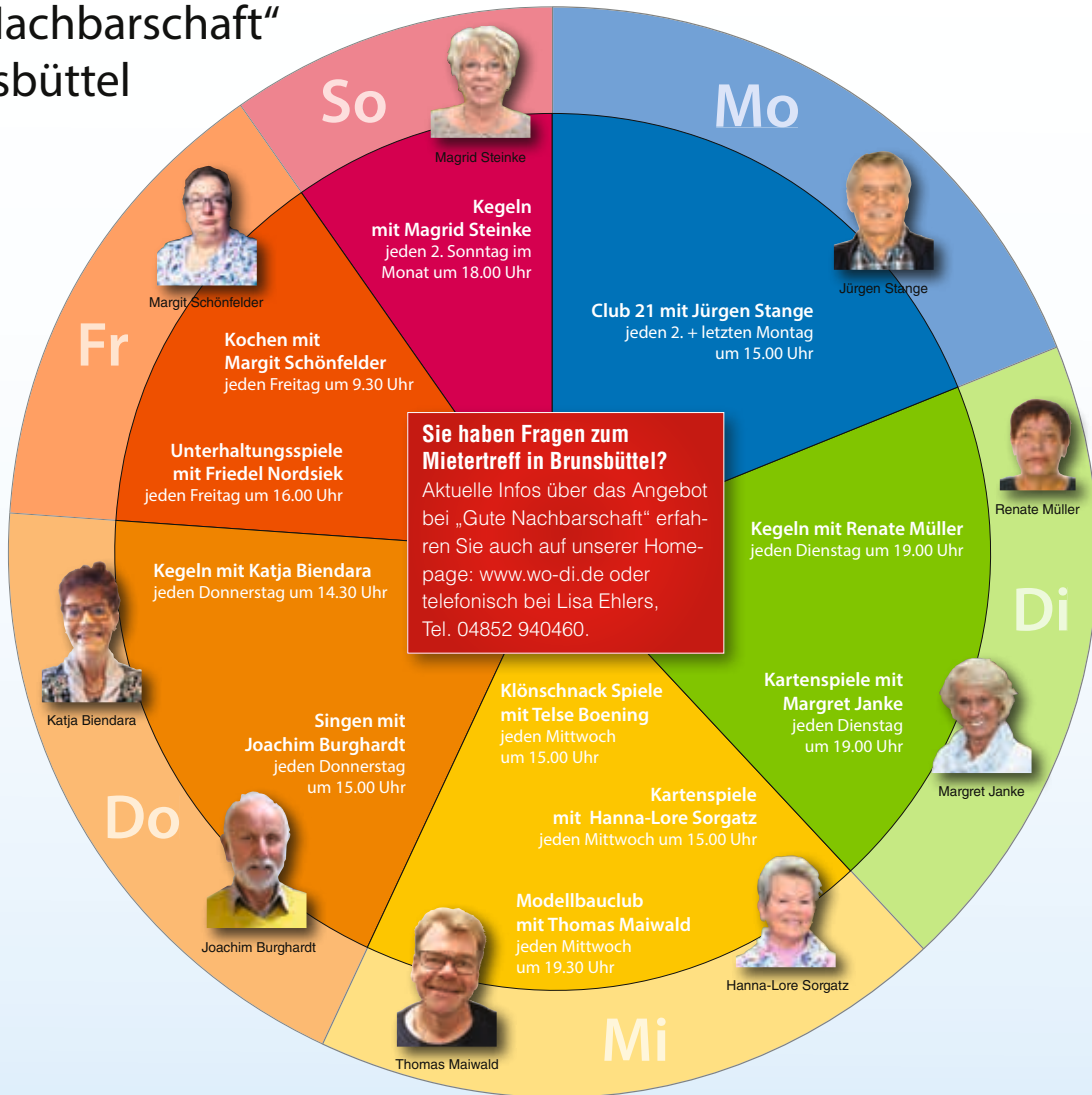 Nachbarschaft“
sbüttel
So
Magrid Steinke
Kegeln
mit Magrid Steinke
jeden 2. Sonntag im
Monat um 18.00 Uhr
Mo
Jürgen Stange
Club 21 mit Jürgen Stange
jeden 2. + letzten Montag
um 15.00 Uhr
Di
Renate Müller
Kegeln mit Renate Müller
jeden Dienstag um 19.00 Uhr
Kartenspiele mit
Margret Janke
jeden Dienstag
um 19.00 Uhr
Margret Janke
Mi
Klönschnack Spiele
mit Telse Boening
jeden Mittwoch
um 15.00 Uhr
Kartenspiele
mit Hanna-Lore Sorgatz
jeden Mittwoch um 15.00 Uhr
Hanna-Lore Sorgatz
Modellbauclub
mit Thomas Maiwald
jeden Mittwoch
um 19.30 Uhr
Thomas Maiwald
Do
Kegeln mit Katja Biendara
jeden Donnerstag um 14.30 Uhr
Katja Biendara
Singen mit
Joachim Burghardt
jeden Donnerstag
um 15.00 Uhr
Joachim Burghardt
Fr
Margit Schönfelder
Kochen mit
Margit Schönfelder
jeden Freitag um 9.30 Uhr
Unterhaltungsspiele
mit Friedel Nordsiek
jeden Freitag um 16.00 Uhr
Sie haben Fragen zum
Mietertreff in Brunsbüttel?
Aktuelle Infos über das Angebot
bei „Gute Nachbarschaft“ erfah-
ren Sie auch auf unserer Home-
page: www.wo-di.de oder
telefonisch bei Lisa Ehlers,
Tel. 04852 940460.